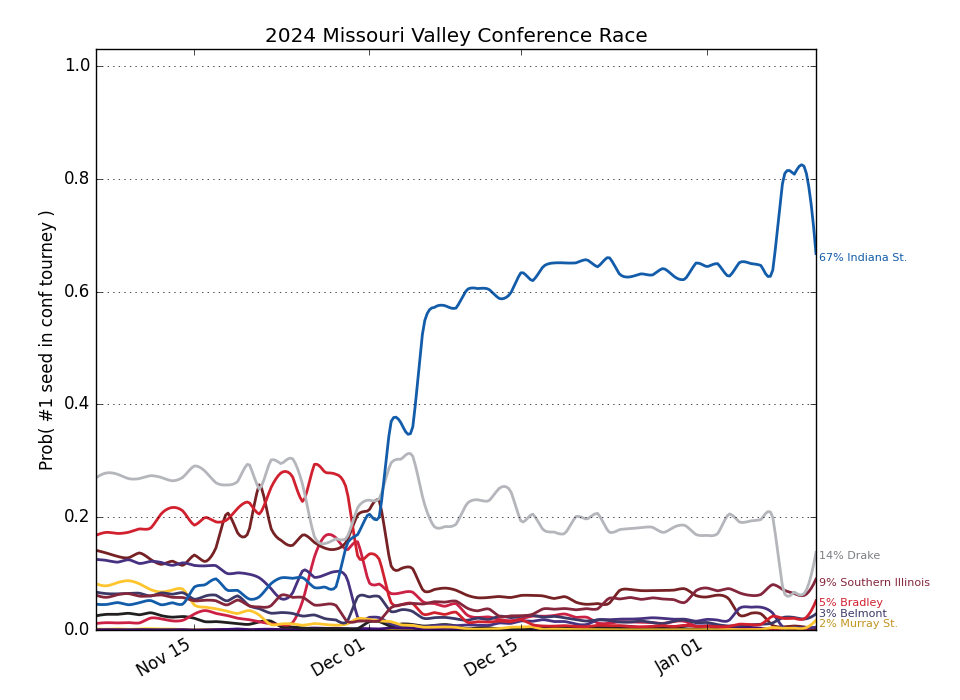 2024 Missouri Valley Conference Race
Prob( #1 seed in conf tourney )
1.0
0.8
0.6
0.4
0.2
0.0
Nov 15
Dec 01
Dec 15
Jan 01
67% Indiana St.
14% Drake
9% Southern Illinois
5% Bradley
3% Belmont
2% Murray St.